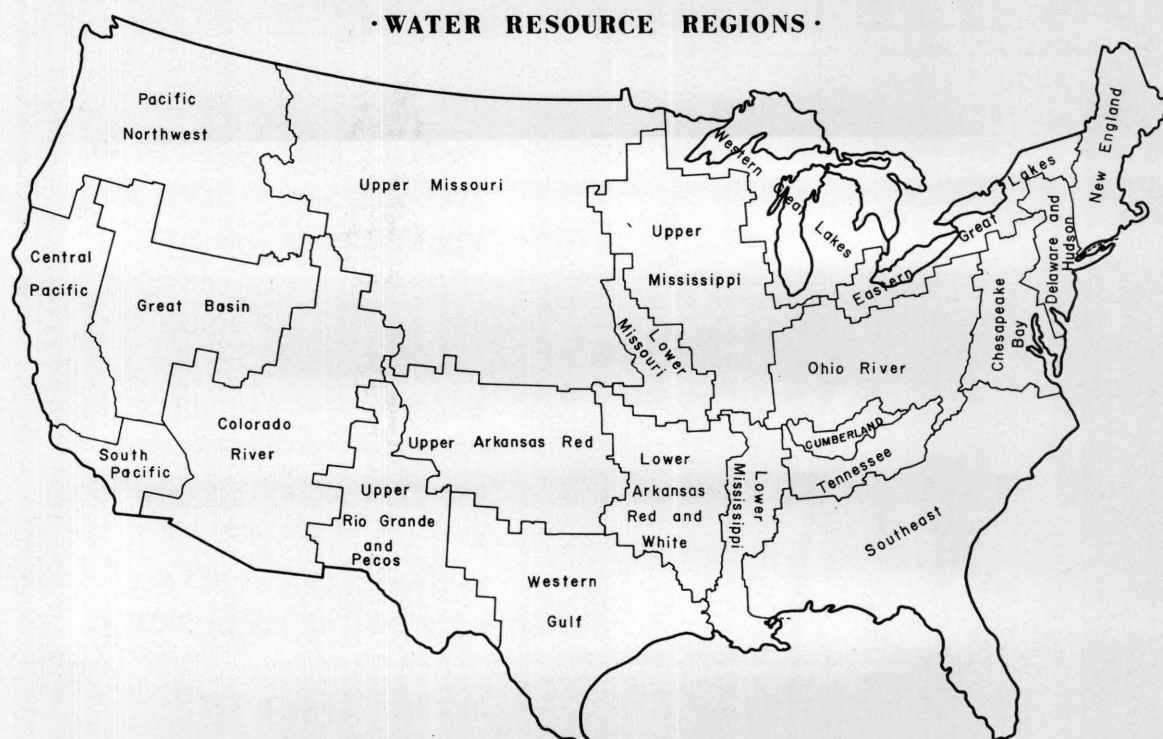 ·WATER RESOURCE REGIONS·
Pacific
Northwest
Upper Missouri
Western Great
Lakes
Eastern Great Lakes
New England
Delaware and
Hudson
Central
Pacific
Great Basin
Upper
Mississippi
Lower
Missouri
Chesapeake
Bay
Ohio River
Colorado
River
South
Pacific
Upper Arkansas Red
Lower
Arkansas
Red and
White
Lower
Mississippi
CUMBERLAND
Tennessee
Southeast
Upper
Rio Grande
and
Pecos
Western
Gulf